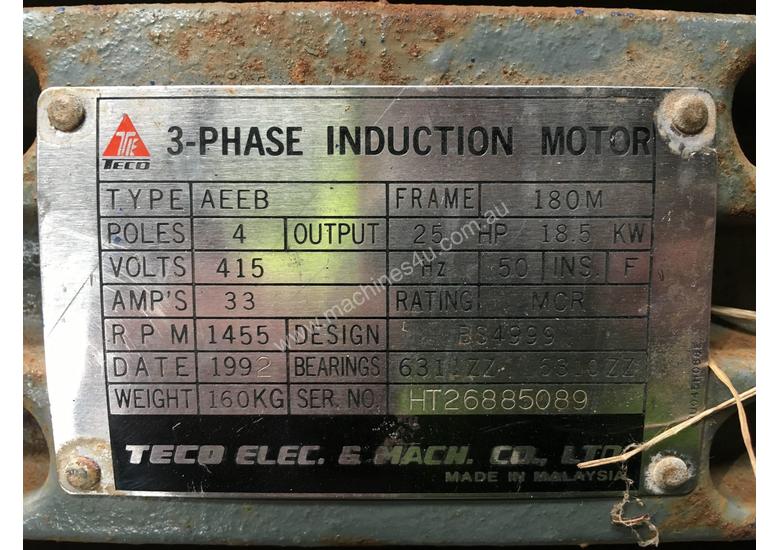 TECO
3-PHASE INDUCTION MOTOR
TYPE AEEB FRAME 180M
POLES 4 OUTPUT 25 HP 18.5 KW
VOLTS 415 Hz 50 INS. F
AMP'S 33 RATING MCR
RPM 1455 DESIGN BS4999
DATE 1992 BEARINGS 6311ZZ 6310ZZ
WEIGHT 160KG SER. NO. HT26885089
TECO ELEC. & MACH. CO., LTD.
MADE IN MALAYSIA
www.machines4u.com.au